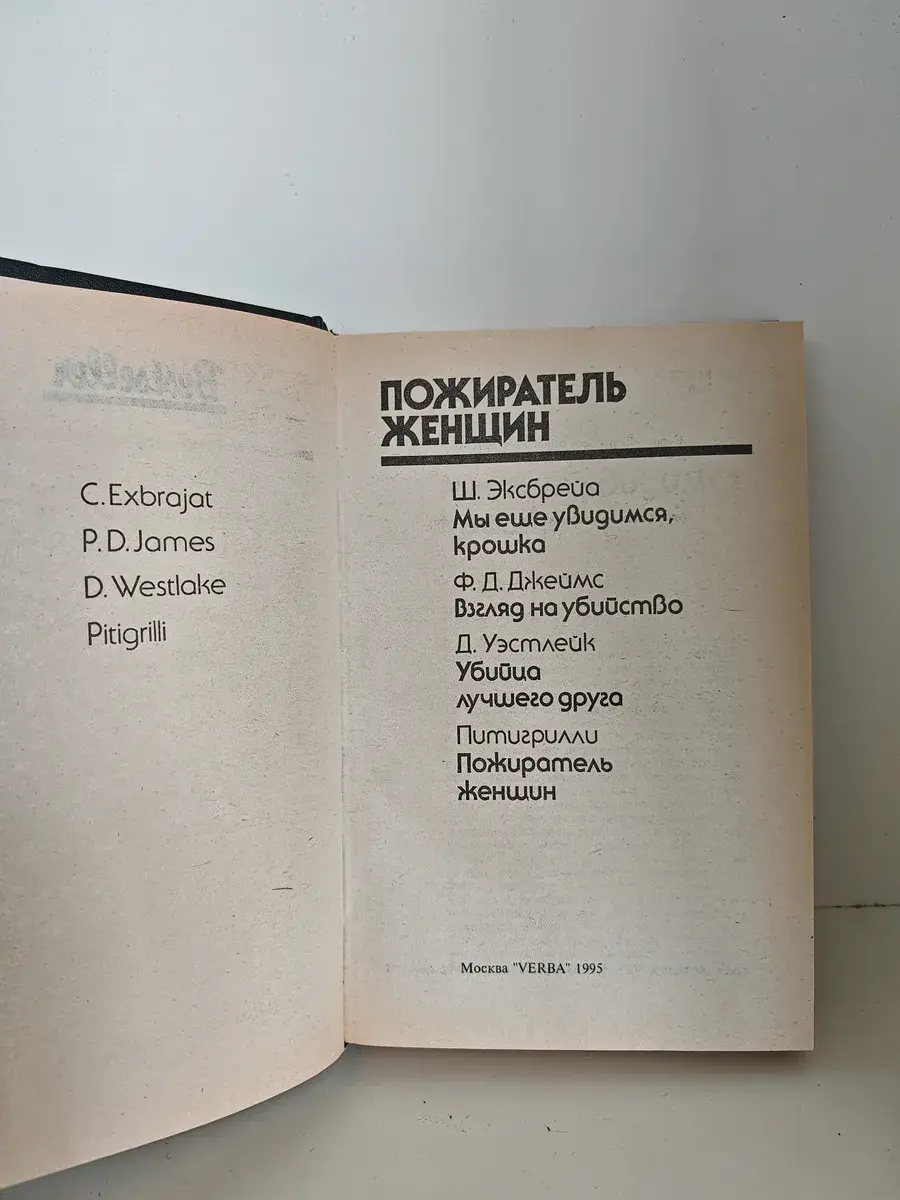 C. Exbrajat
P. D. James
D. Westlake
Pitigrilli
ПОЖИРАТЕЛЬ
ЖЕНЩИН
Ш. Эксбрейа
Мы еще увидимся,
крошка
Ф. Д. Джеймс
Взгляд на убийство
Д. Уэстлейк
Убийца
лучшего друга
Питигрилли
Пожиратель
женщин
Москва "VERBA" 1995